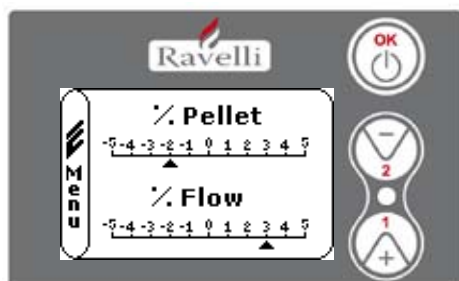 Ravelli
OK
Menu
% Pellet
-5 -4 -3 -2 -1 0 1 2 3 4 5
% Flow
-5 -4 -3 -2 -1 0 1 2 3 4 5
−
2
1
+